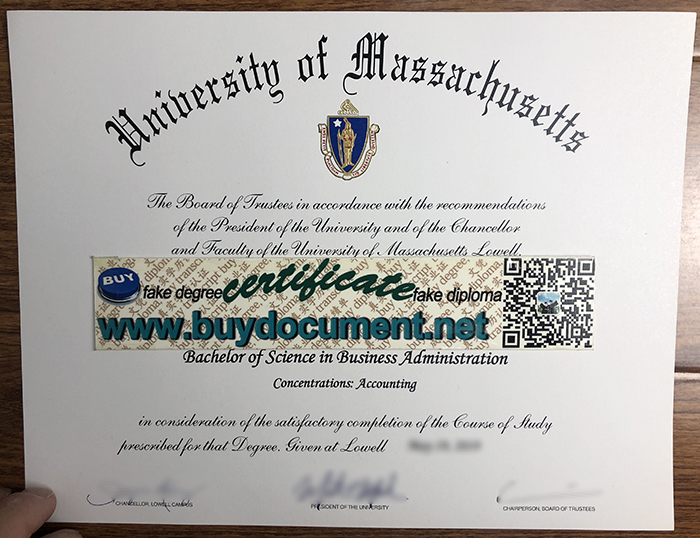 University of Massachusetts
The Board of Trustees in accordance with the recommendations
of the President of the University and of the Chancellor
and Faculty of the University of Massachusetts Lowell,
BUY
fake degree certificate fake diploma
www.buydocument.net
Bachelor of Science in Business Administration
Concentrations: Accounting
in consideration of the satisfactory completion of the Course of Study
prescribed for that Degree. Given at Lowell
CHANCELLOR, LOWELL CAMPUS
PRESIDENT OF THE UNIVERSITY
CHAIRPERSON, BOARD OF TRUSTEES